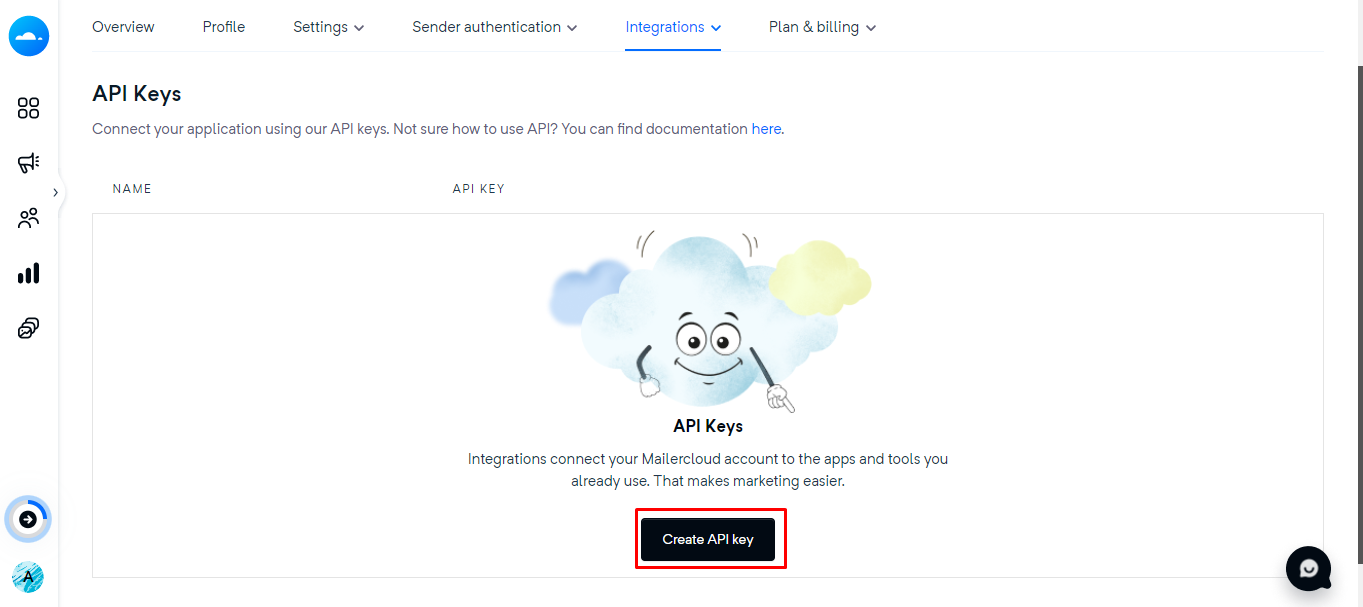 Overview Profile Settings Sender authentication Integrations Plan & billing
API Keys
Connect your application using our API keys. Not sure how to use API? You can find documentation here.
NAME API KEY
API Keys
Integrations connect your Mailercloud account to the apps and tools you
already use. That makes marketing easier.
Create API key
A